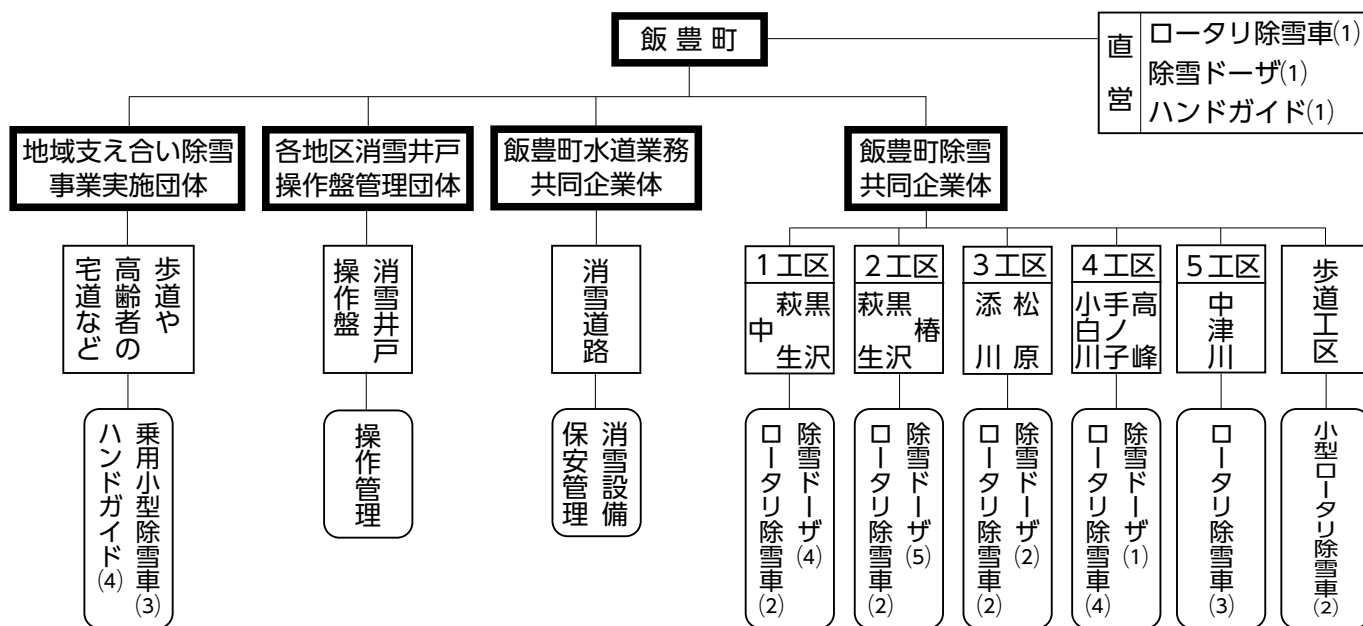 飯豊町
直営
ロータリ除雪車⑴
除雪ドーザ⑴
ハンドガイド⑴
地域支え合い除雪
事業実施団体
各地区消雪井戸
操作盤管理団体
飯豊町水道業務
共同企業体
飯豊町除雪
共同企業体
歩道や
高齢者の
宅道など
消雪井戸
操作盤
消雪道路
1工区
黒沢
萩生
中
2工区
椿
黒沢
萩生
3工区
松原
添川
4工区
高峰
手ノ子
小白川
5工区
中津川
歩道工区
乗用小型除雪車⑶
ハンドガイド⑷
操作管理
消雪設備
保安管理
除雪ドーザ⑷
ロータリ除雪車⑵
除雪ドーザ⑸
ロータリ除雪車⑵
除雪ドーザ⑵
ロータリ除雪車⑵
除雪ドーザ⑴
ロータリ除雪車⑷
ロータリ除雪車⑶
小型ロータリ除雪車⑵